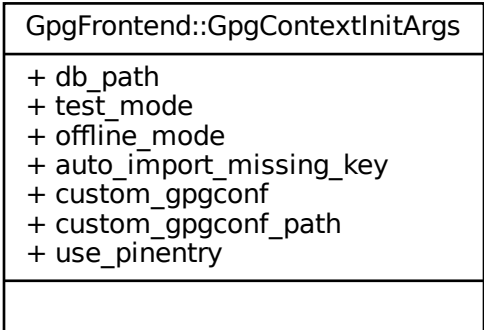 GpgFrontend::GpgContextInitArgs
+ db_path
+ test_mode
+ offline_mode
+ auto_import_missing_key
+ custom_gpgconf
+ custom_gpgconf_path
+ use_pinentry